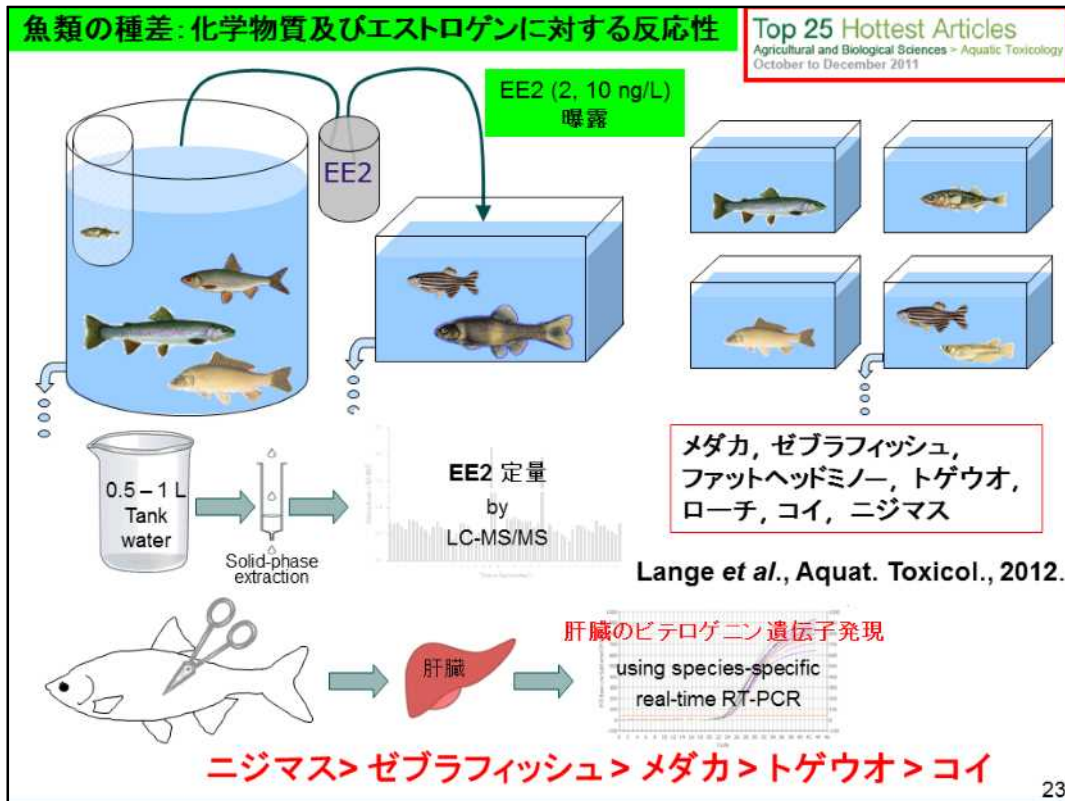 魚類の種差: 化学物質及びエストロゲンに対する反応性
Top 25 Hottest Articles
Agricultural and Biological Sciences > Aquatic Toxicology
October to December 2011
EE2 (2, 10 ng/L)
曝露
EE2
メダカ, ゼブラフィッシュ,
ファットヘッドミノー, トゲウオ,
ローチ, コイ, ニジマス
0.5 – 1 L
Tank
water
Solid-phase
extraction
EE2 定量
by
LC-MS/MS
Lange et al., Aquat. Toxicol., 2012.
肝臓
肝臓のビテロゲニン遺伝子発現
using species-specific
real-time RT-PCR
ニジマス> ゼブラフィッシュ > メダカ > トゲウオ > コイ
23